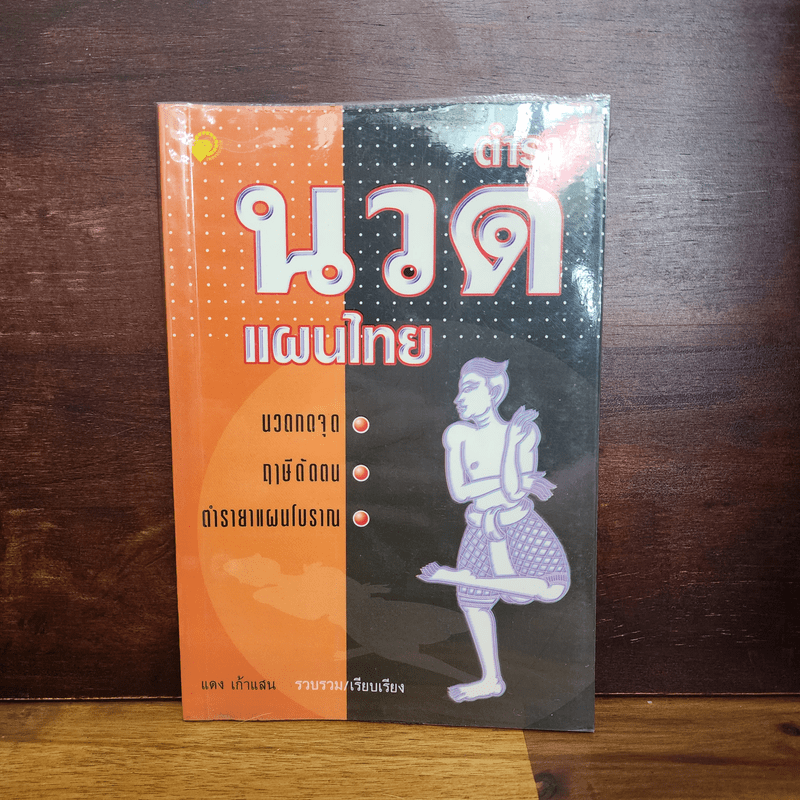 ตำรา
นวด
แผนไทย
นวดกดจุด
ฤาษีดัดตน
ตำรายาแผนโบราณ
แดง เก้าแสน รวบรวม/เรียบเรียง